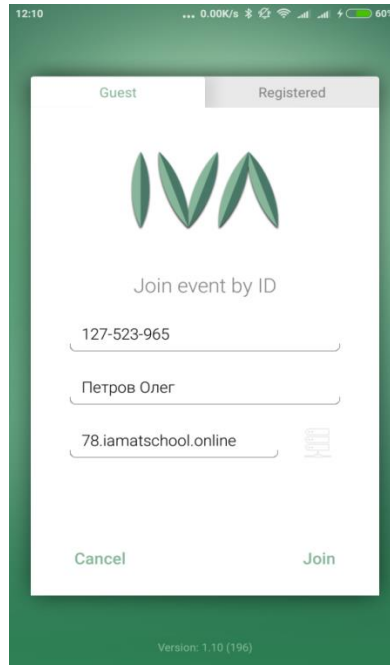 12:10 ... 0.00K/s 60%
Guest Registered
IVA
Join event by ID
127-523-965
Петров Олег
78.iamatschool.online
Cancel Join
Version: 1.10 (196)